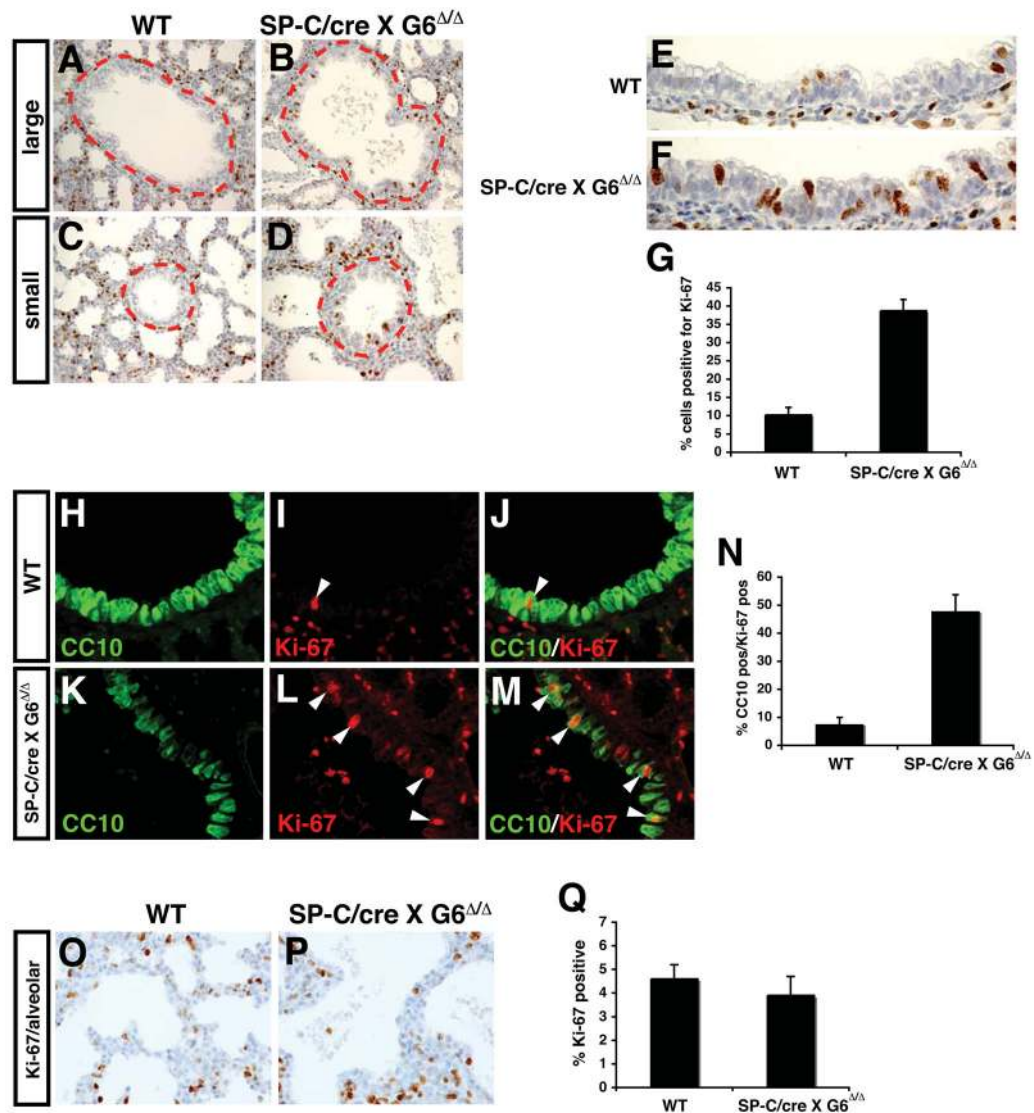 WT
SP-C/cre X G6Δ/Δ
large
A
B
small
C
D
WT
E
SP-C/cre X G6Δ/Δ
F
G
% cells positive for Ki-67
45
40
35
30
25
20
15
10
5
0
WT
SP-C/cre X G6Δ/Δ
WT
H
CC10
I
Ki-67
J
CC10/Ki-67
SP-C/cre X G6Δ/Δ
K
CC10
L
Ki-67
M
CC10/Ki-67
N
% CC10 pos/Ki-67 pos
60
50
40
30
20
10
0
WT
SP-C/cre X G6Δ/Δ
WT
SP-C/cre X G6Δ/Δ
Ki-67/alveolar
O
P
Q
% Ki-67 positive
7
6
5
4
3
2
1
0
WT
SP-C/cre X G6Δ/Δ